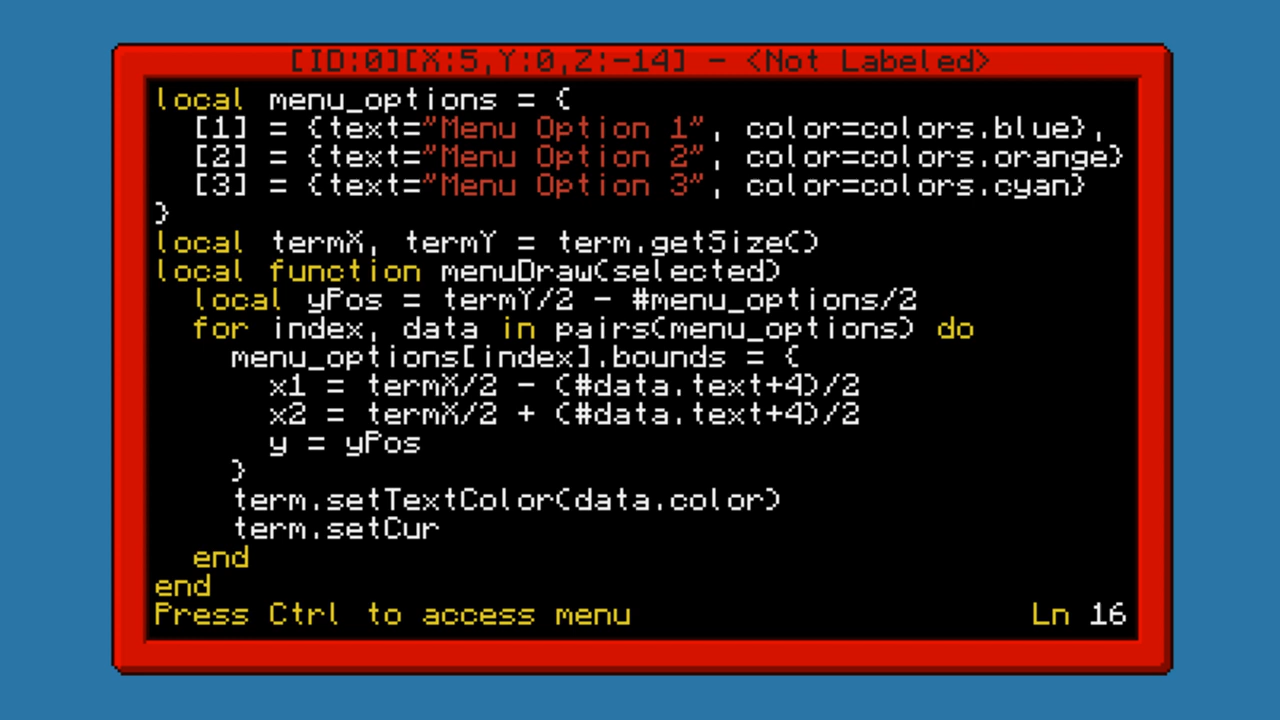 [ID:0][X:5,Y:0,Z:-14] - <Not Labeled>
local menu_options = {
  [1] = {text="Menu Option 1", color=colors.blue},
  [2] = {text="Menu Option 2", color=colors.orange}
  [3] = {text="Menu Option 3", color=colors.cyan}
}
local termX, termY = term.getSize()
local function menuDraw(selected)
  local yPos = termY/2 - #menu_options/2
  for index, data in pairs(menu_options) do
    menu_options[index].bounds = {
      x1 = termX/2 - (#data.text+4)/2
      x2 = termX/2 + (#data.text+4)/2
      y = yPos
    }
    term.setTextColor(data.color)
    term.setCur
  end
end
Press Ctrl to access menu Ln 16